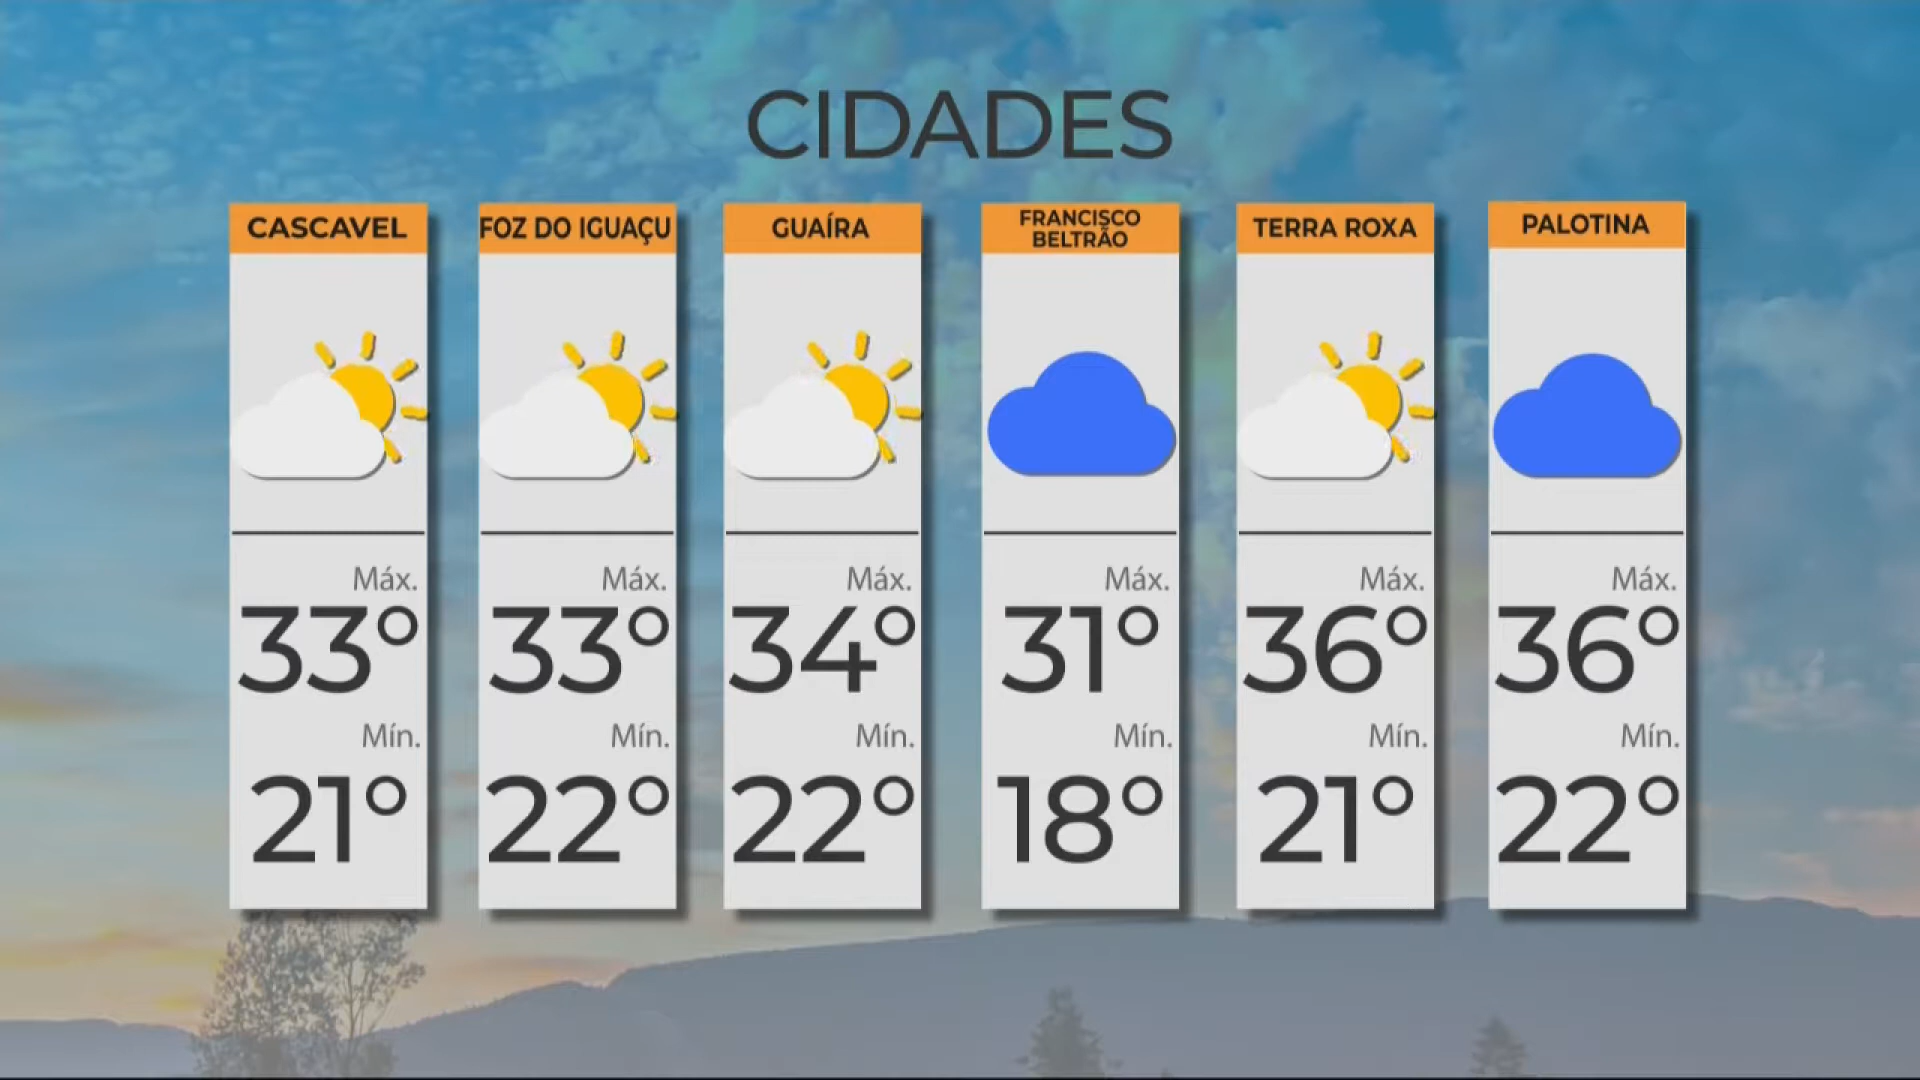 CIDADES
CASCAVEL
Máx.
33°
Mín.
21°
FOZ DO IGUAÇU
Máx.
33°
Mín.
22°
GUAÍRA
Máx.
34°
Mín.
22°
FRANCISCO
BELTRÃO
Máx.
31°
Mín.
18°
TERRA ROXA
Máx.
36°
Mín.
21°
PALOTINA
Máx.
36°
Mín.
22°